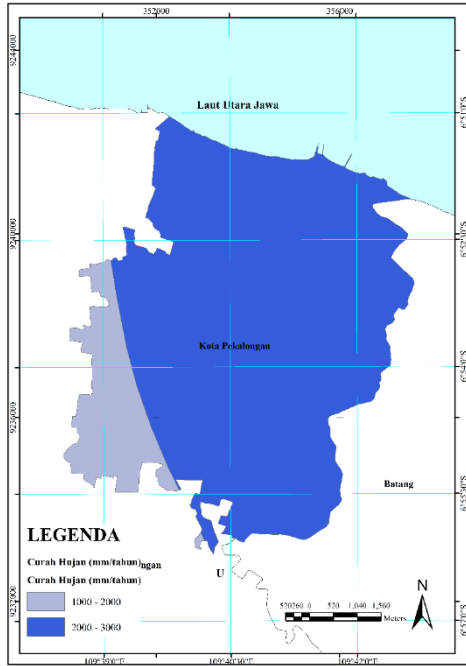 352000 356000
9244000
Laut Utara Jawa
6°51'0"
9240000
6°52'30"
Kota Pekalongan
6°54'0"
9236000
Batang
6°55'30"
LEGENDA
Curah Hujan (mm/tahun)ngan
Curah Hujan (mm/tahun)
U
N
1000 - 2000
2000 - 3000
9232000
520260 0 520 1,040 1,560
Meters
6°57'0"
109°39'0"E 109°40'30"E 109°42'0"E